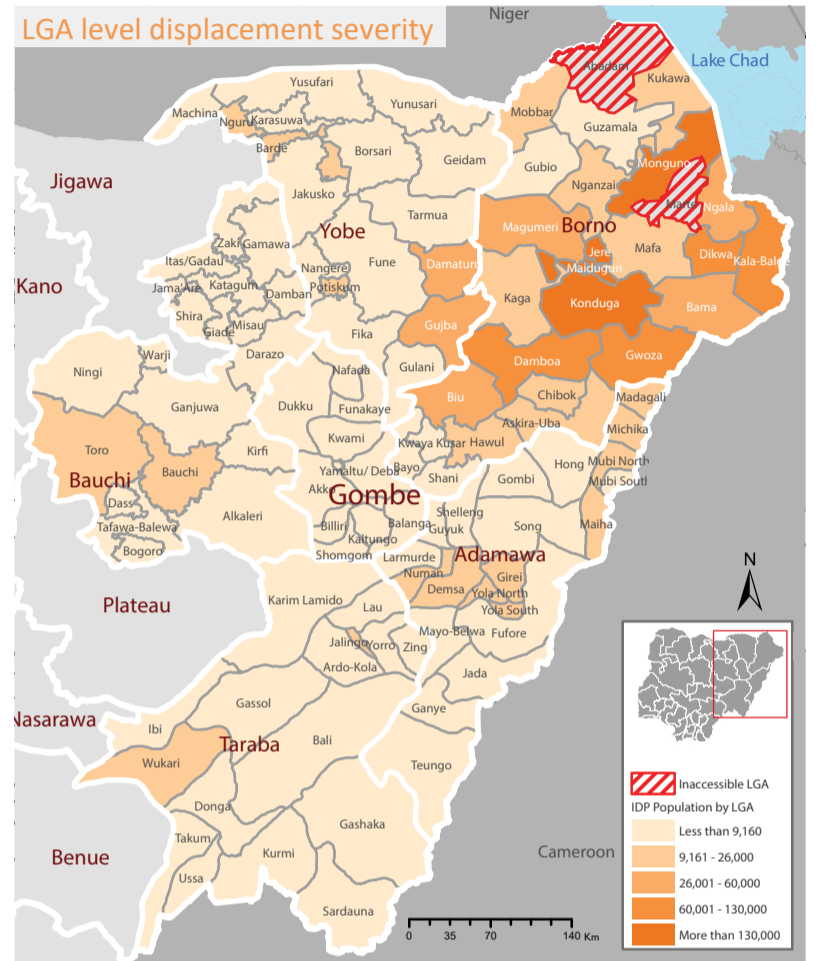 LGA level displacement severity
Niger
Lake Chad
Abadam
Kukawa
Yusufari
Yunusari
Machina
Nguru
Karasuwa
Mobbar
Guzamala
Barde
Borsari
Geidam
Gubio
Monguno
Jigawa
Jakusko
Nganzai
Marte
Ngala
Tarmua
Yobe
Magumeri
Borno
Zaki
Gamawa
Jere
Mafa
Dikwa
Kala-Balge
Itas/Gadau
Nangere
Fune
Damaturu
Maiduguri
Kano
Jama'Are
Katagum
Damban
Potiskum
Kaga
Konduga
Bama
Shira
Giade
Misau
Fika
Gujba
Warji
Darazo
Gulani
Damboa
Gwoza
Ningi
Nafada
Biu
Chibok
Madagali
Ganjuwa
Dukku
Funakaye
Askira-Uba
Michika
Toro
Kwami
Kwaya Kusar
Hawul
Bauchi
Bauchi
Kirfi
Yamaltu/ Deba
Bayo
Shani
Hong
Mubi North
Mubi South
Gombi
Akko
Gombe
Dass
Alkaleri
Shelleng
Tafawa-Balewa
Billiri
Balanga
Guyuk
Song
Maiha
Bogoro
Kaltungo
Shomgom
Larmurde
Adamawa
Numan
Girei
Demsa
Yola North
Yola South
Plateau
Karim Lamido
Lau
Mayo-Belwa
Fufore
Jalingo
Yorro
Zing
Ardo-Kola
Jada
Gassol
Ganye
Nasarawa
Ibi
Taraba
Bali
Wukari
Teungo
Donga
Gashaka
Takum
Benue
Kurmi
Ussa
Cameroon
Sardauna
N
Inaccessible LGA
IDP Population by LGA
Less than 9,160
9,161 - 26,000
26,001 - 60,000
60,001 - 130,000
More than 130,000
0 35 70 140 Km